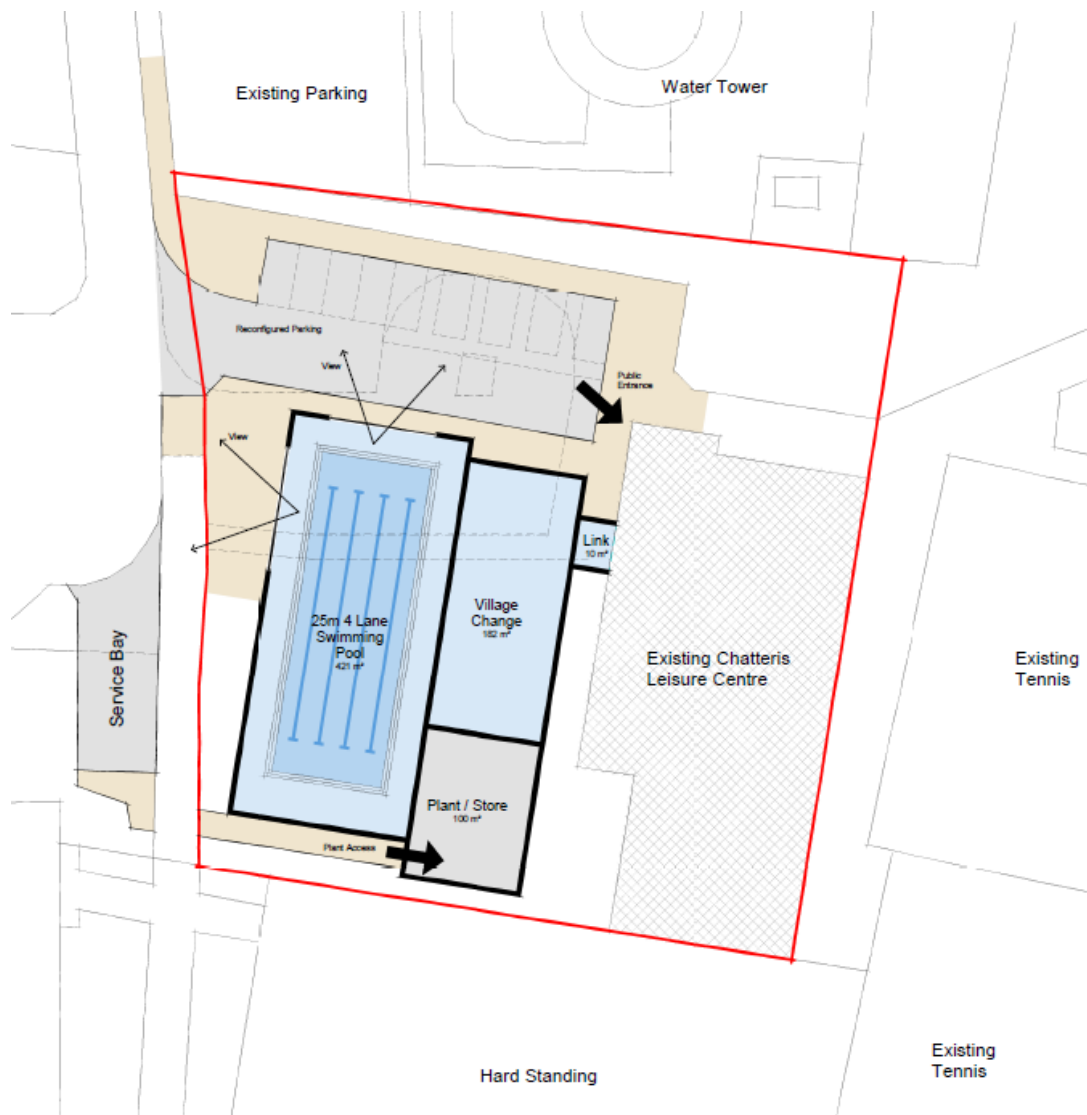 Existing Parking
Water Tower
Reconfigured Parking
View
Public
Entrance
View
Link
10 m²
Village
Change
182 m²
25m 4 Lane
Swimming
Pool
421 m²
Service Bay
Existing Chatteris
Leisure Centre
Existing
Tennis
Plant / Store
100 m²
Plant Access
Hard Standing
Existing
Tennis